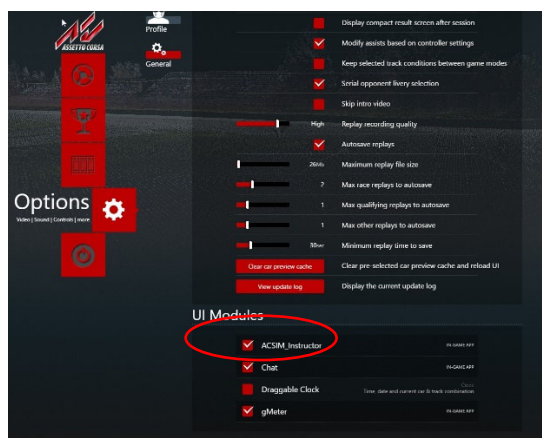 ASSETTO CORSA
Profile
General
Display compact result screen after session
Modify assists based on controller settings
Keep selected track conditions between game modes
Serial opponent livery selection
Skip intro video
High Replay recording quality
Autosave replays
26Mb Maximum replay file size
2 Max race replays to autosave
1 Max qualifying replays to autosave
1 Max other replays to autosave
30sec Minimum replay time to save
Clear car preview cache Clear pre-selected car preview cache and reload UI
View update log Display the current update log
Options
Video | Sound | Controls | more
UI Modules
ACSIM_Instructor IN-GAME APP
Chat IN-GAME APP
Draggable Clock
Time, date and current car & track combination
gMeter IN-GAME APP